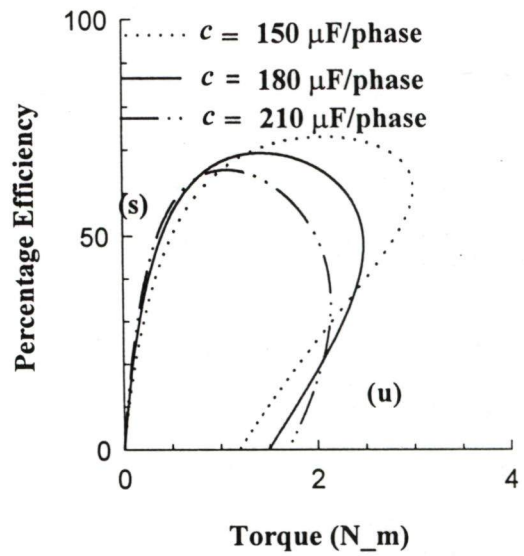 100
c = 150 μF/phase
c = 180 μF/phase
c = 210 μF/phase
Percentage Efficiency
(s)
50
(u)
0
0 2 4
Torque (N_m)